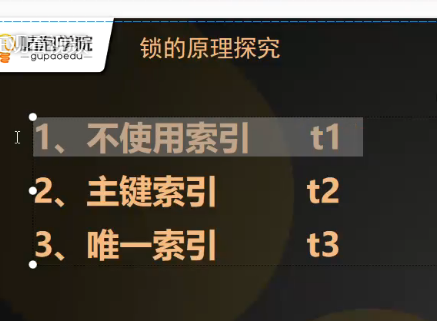 咕泡学院
gupaoedu
锁的原理探究
1、不使用索引 t1
2、主键索引 t2
3、唯一索引 t3